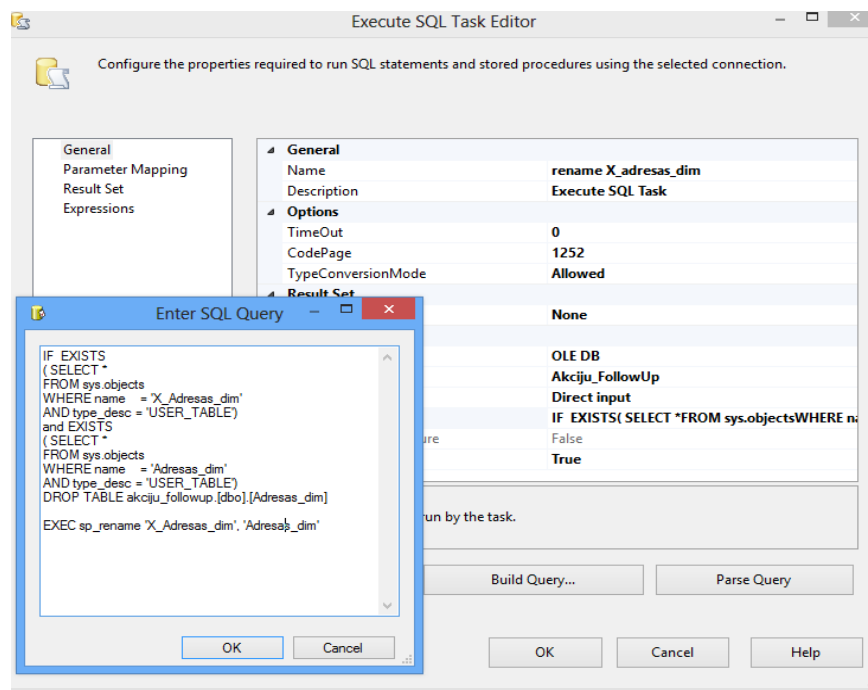 Execute SQL Task Editor
Configure the properties required to run SQL statements and stored procedures using the selected connection.
General
Parameter Mapping
Result Set
Expressions
General
Name rename X_adresas_dim
Description Execute SQL Task
Options
TimeOut 0
CodePage 1252
TypeConversionMode Allowed
Result Set
None
OLE DB
Akciju_FollowUp
Direct input
IF EXISTS( SELECT *FROM sys.objectsWHERE na
ure False
True
Enter SQL Query
IF EXISTS
( SELECT *
FROM sys.objects
WHERE name = 'X_Adresas_dim'
AND type_desc = 'USER_TABLE')
and EXISTS
( SELECT *
FROM sys.objects
WHERE name = 'Adresas_dim'
AND type_desc = 'USER_TABLE')
DROP TABLE akciju_followup.[dbo].[Adresas_dim]
EXEC sp_rename 'X_Adresas_dim', 'Adresas_dim'
OK Cancel
run by the task.
Build Query... Parse Query
OK Cancel Help